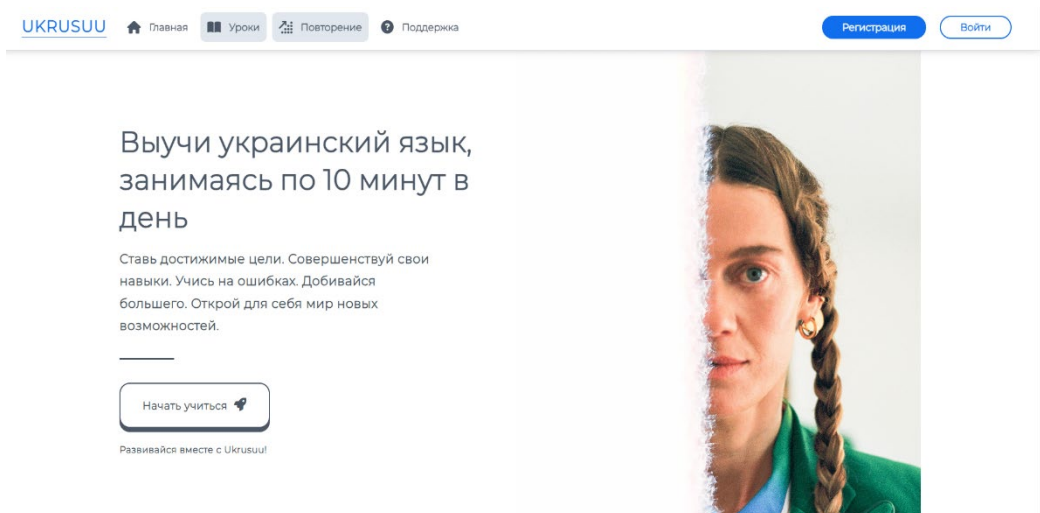 UKRUSUU Главная Уроки Повторение Поддержка Регистрация Войти
Выучи украинский язык,
занимаясь по 10 минут в
день
Ставь достижимые цели. Совершенствуй свои
навыки. Учись на ошибках. Добивайся
большего. Открой для себя мир новых
возможностей.
Начать учиться
Развивайся вместе с Ukrusuu!